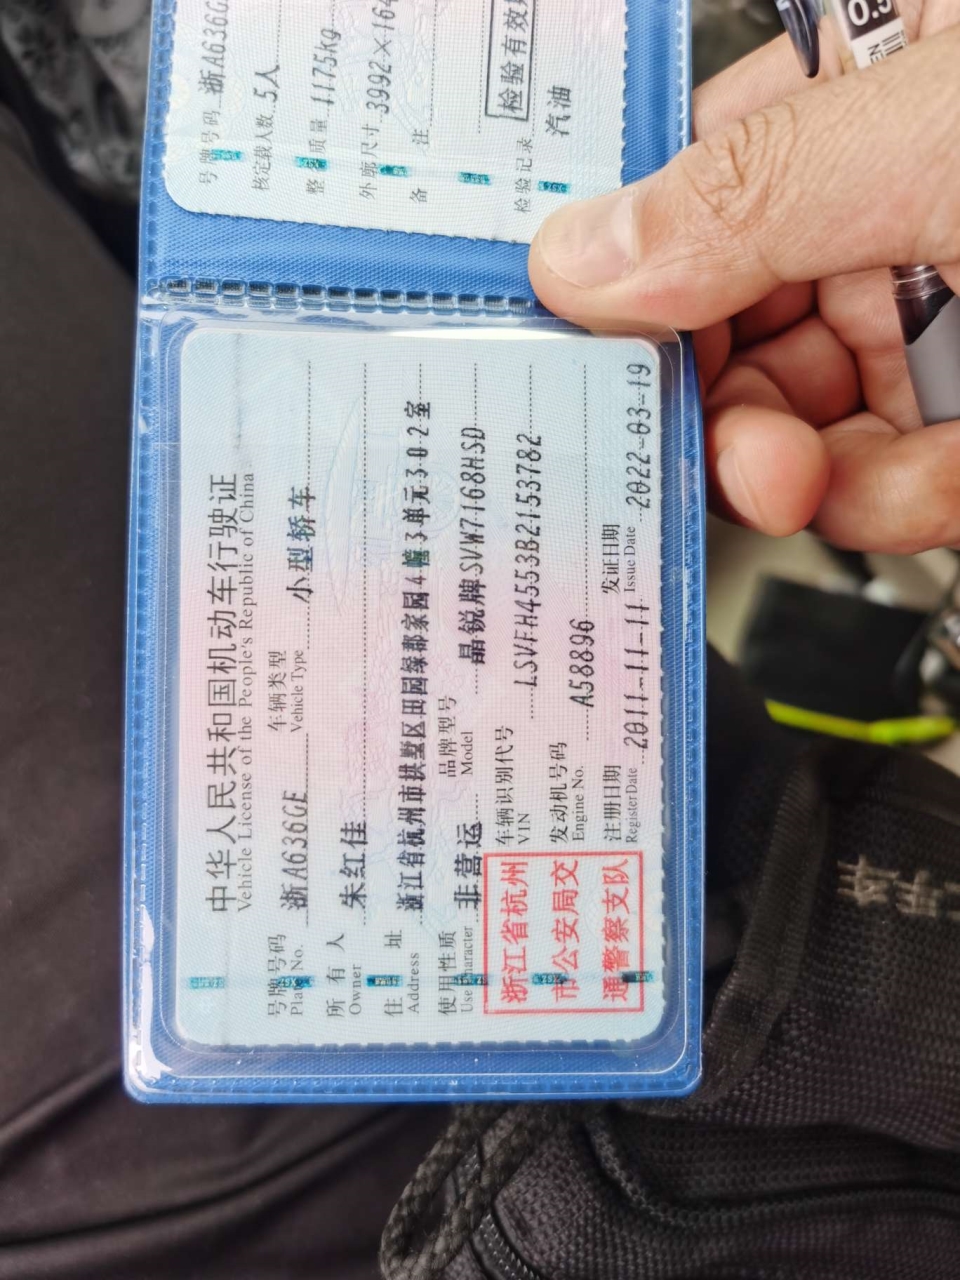 中华人民共和国机动车行驶证
Vehicle License of the People's Republic of China
号牌号码 浙A636GE 车辆类型 小型轿车
Plate No. Vehicle Type
所有人 朱红佳
Owner
住址 浙江省杭州市拱墅区田园绿郡家园4幢3单元302室
Address
使用性质 非营运 品牌型号 晶锐牌SVW7168HSD
Use Character Model
车辆识别代号 LSVFH4553B2153782
VIN
发动机号码 A58896
Engine No.
注册日期 2011-11-11 发证日期 2022-03-19
Register Date Issue Date
浙江省杭州
市公安局交
通警察支队
号牌号码 浙A636G
核定载人数 5人
整备质量 1175kg
外廓尺寸 3992×164
备注
检验有效
检验记录
汽油
0.5